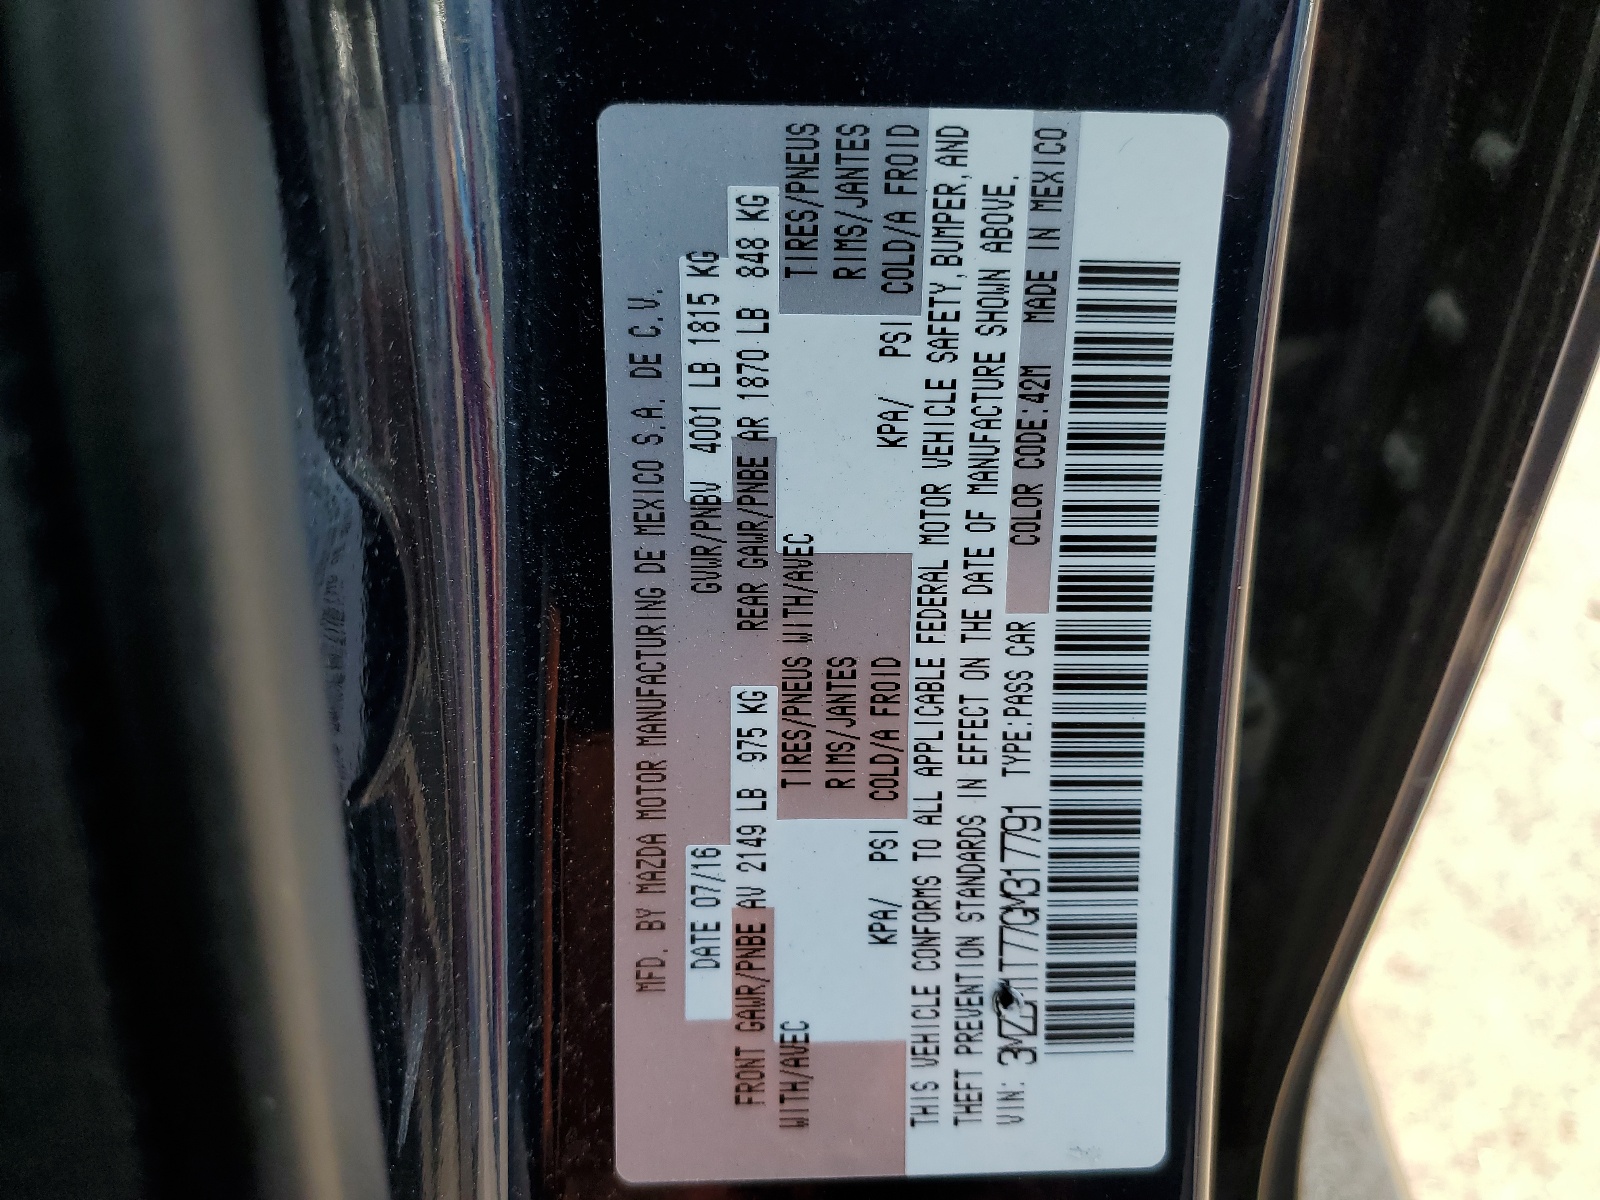 MFD. BY MAZDA MOTOR MANUFACTURING DE MEXICO S.A. DE C.V.
DATE 07/16 GVWR/PNBV 4001 LB 1815 KG
FRONT GAWR/PNBE AV 2149 LB 975 KG REAR GAWR/PNBE AR 1870 LB 848 KG
WITH/AVEC TIRES/PNEUS WITH/AVEC TIRES/PNEUS
RIMS/JANTES RIMS/JANTES
KPA/ PSI COLD/A FROID KPA/ PSI COLD/A FROID
THIS VEHICLE CONFORMS TO ALL APPLICABLE FEDERAL MOTOR VEHICLE SAFETY, BUMPER, AND
THEFT PREVENTION STANDARDS IN EFFECT ON THE DATE OF MANUFACTURE SHOWN ABOVE.
VIN: TYPE:PASS CAR COLOR CODE:42M MADE IN MEXICO